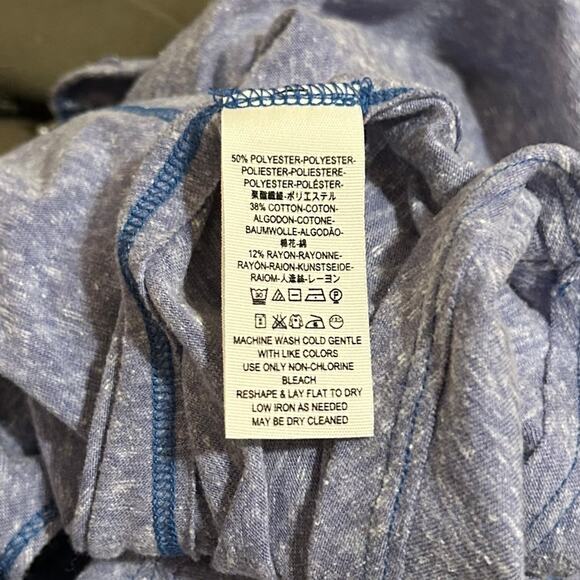 50% POLYESTER-POLYESTER-
POLIESTER-POLIESTERE-
POLYESTER-POLÉSTER-
聚酯纖維-ポリエステル
38% COTTON-COTON-
ALGODON-COTONE-
BAUMWOLLE-ALGODÃO-
棉花-綿
12% RAYON-RAYONNE-
RAYÓN-RAION-KUNSTSEIDE-
RAIOM-人造絲-レーヨン
30
MACHINE WASH COLD GENTLE
WITH LIKE COLORS
USE ONLY NON-CHLORINE
BLEACH
RESHAPE & LAY FLAT TO DRY
LOW IRON AS NEEDED
MAY BE DRY CLEANED